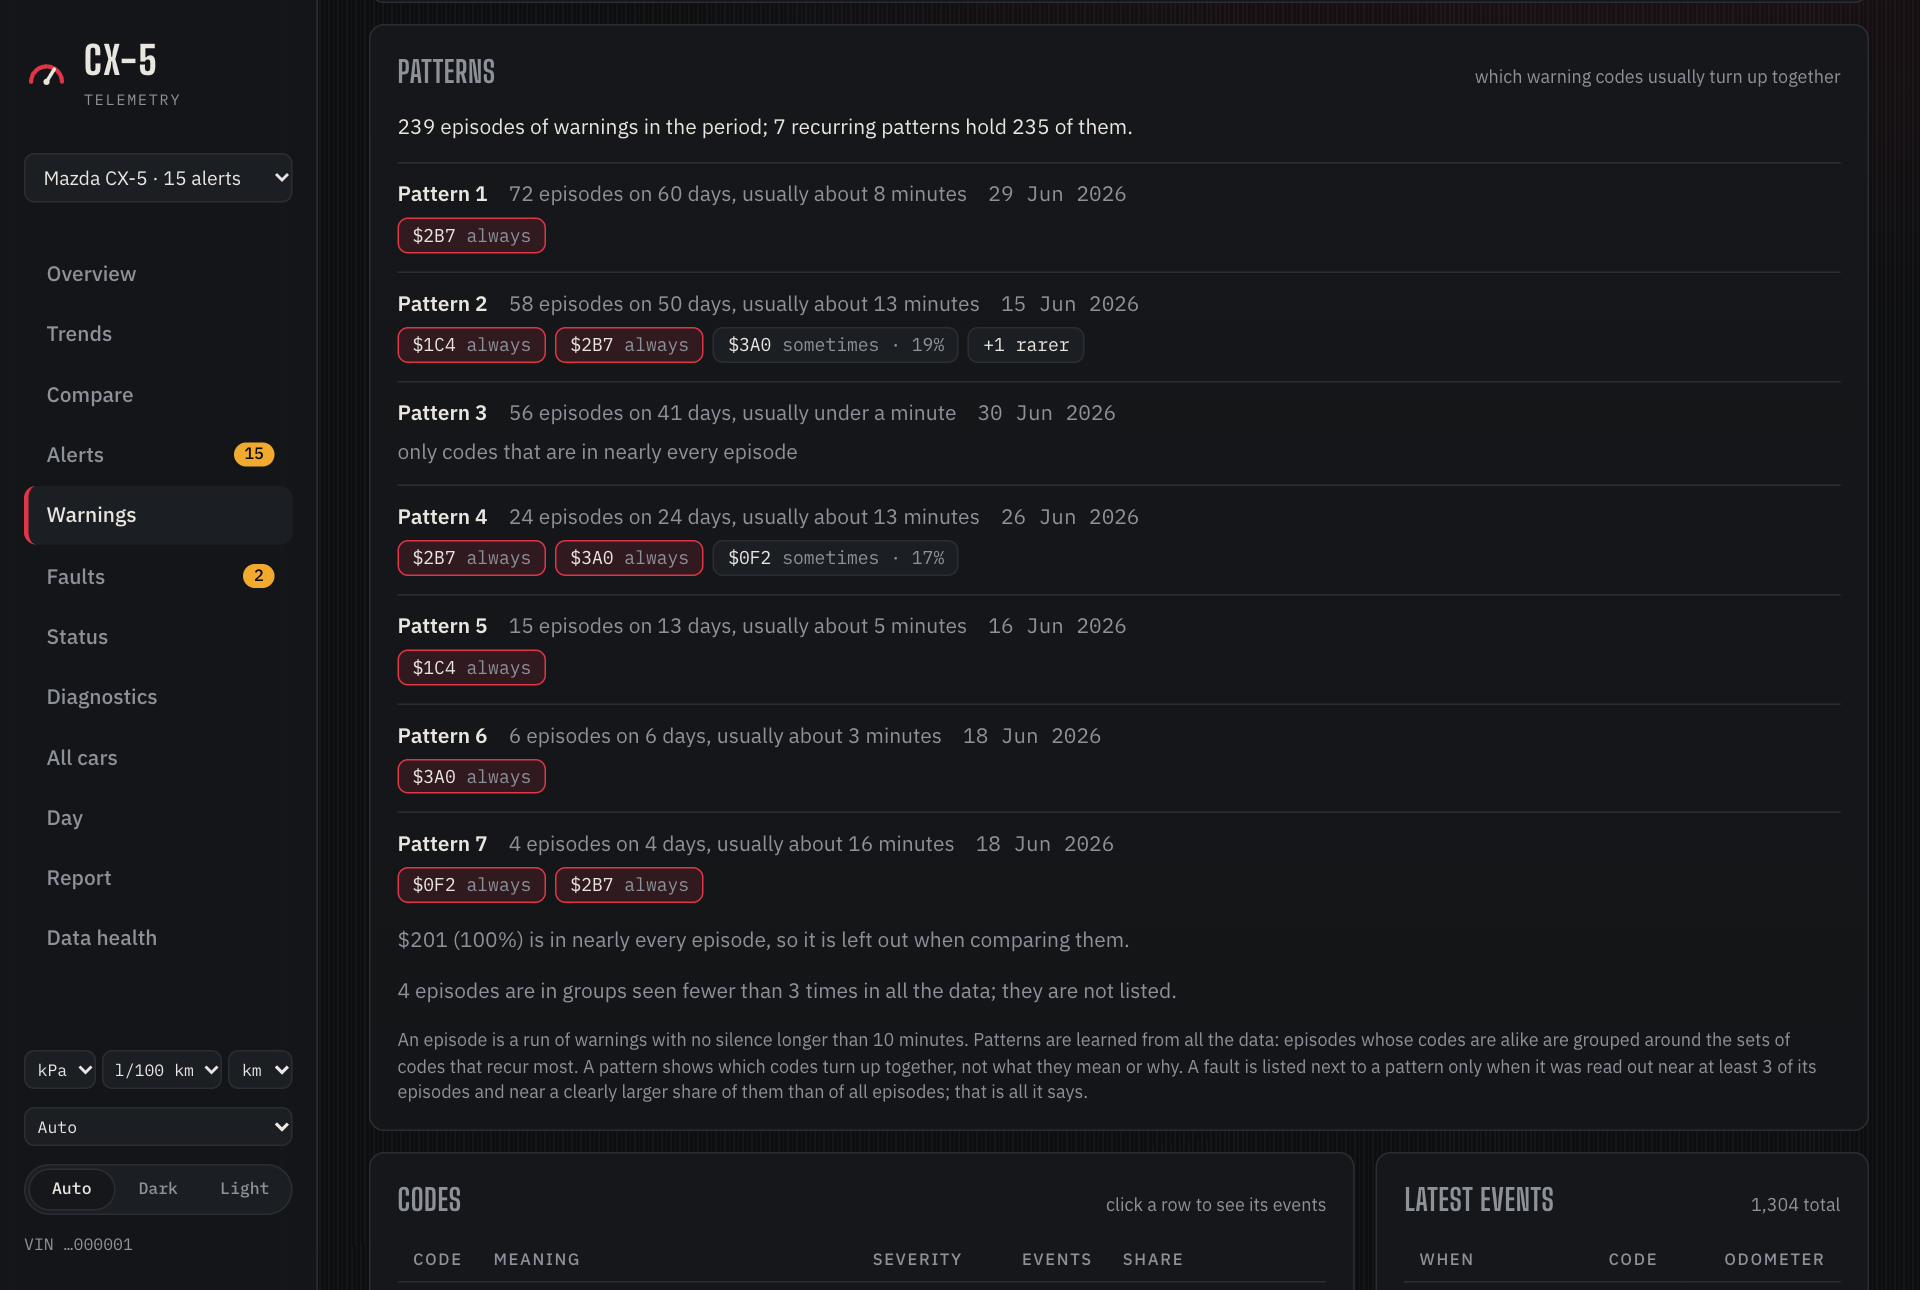 CX-5
TELEMETRY
Mazda CX-5 · 15 alerts
Overview
Trends
Compare
Alerts 15
Warnings
Faults 2
Status
Diagnostics
All cars
Day
Report
Data health
kPa l/100 km km
Auto
Auto Dark Light
VIN …000001
PATTERNS which warning codes usually turn up together
239 episodes of warnings in the period; 7 recurring patterns hold 235 of them.
Pattern 1 72 episodes on 60 days, usually about 8 minutes 29 Jun 2026
$2B7 always
Pattern 2 58 episodes on 50 days, usually about 13 minutes 15 Jun 2026
$1C4 always $2B7 always $3A0 sometimes · 19% +1 rarer
Pattern 3 56 episodes on 41 days, usually under a minute 30 Jun 2026
only codes that are in nearly every episode
Pattern 4 24 episodes on 24 days, usually about 13 minutes 26 Jun 2026
$2B7 always $3A0 always $0F2 sometimes · 17%
Pattern 5 15 episodes on 13 days, usually about 5 minutes 16 Jun 2026
$1C4 always
Pattern 6 6 episodes on 6 days, usually about 3 minutes 18 Jun 2026
$3A0 always
Pattern 7 4 episodes on 4 days, usually about 16 minutes 18 Jun 2026
$0F2 always $2B7 always
$201 (100%) is in nearly every episode, so it is left out when comparing them.
4 episodes are in groups seen fewer than 3 times in all the data; they are not listed.
An episode is a run of warnings with no silence longer than 10 minutes. Patterns are learned from all the data: episodes whose codes are alike are grouped around the sets of
codes that recur most. A pattern shows which codes turn up together, not what they mean or why. A fault is listed next to a pattern only when it was read out near at least 3 of its
episodes and near a clearly larger share of them than of all episodes; that is all it says.
CODES click a row to see its events
CODE MEANING SEVERITY EVENTS SHARE
LATEST EVENTS 1,304 total
WHEN CODE ODOMETER